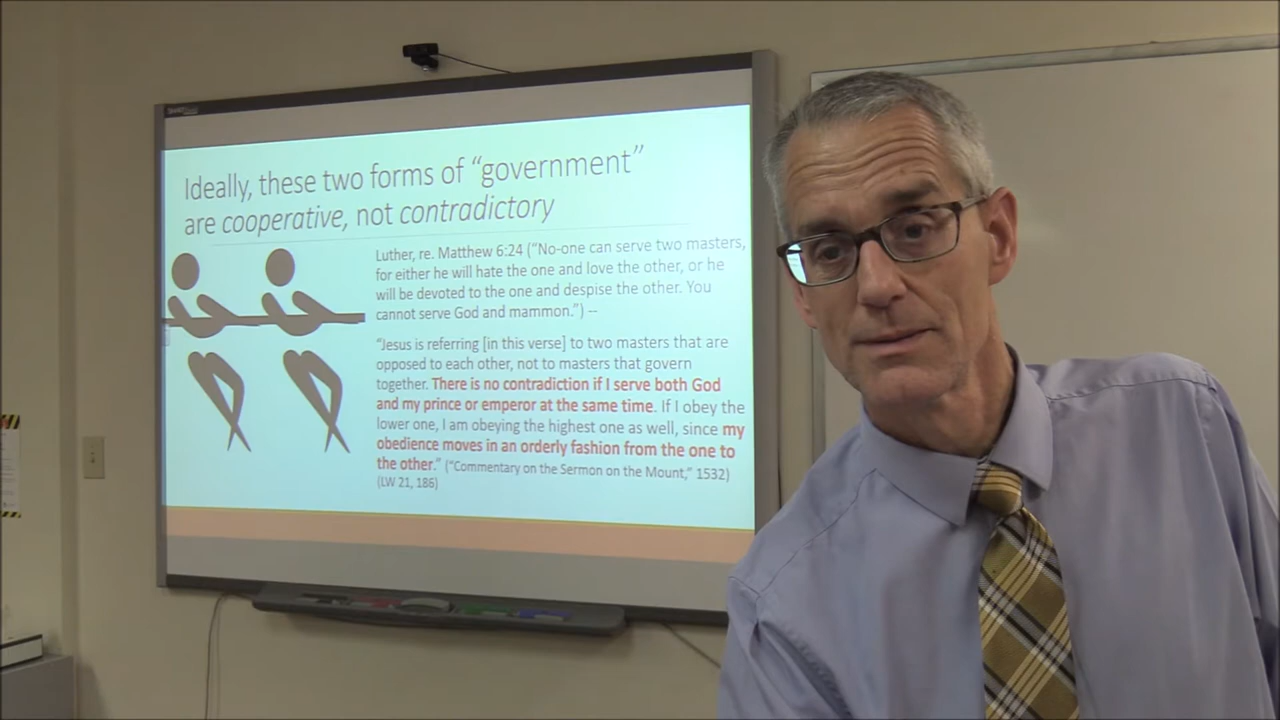 Ideally, these two forms of “government”
are cooperative, not contradictory
Luther, re. Matthew 6:24 (“No-one can serve two masters,
for either he will hate the one and love the other, or he
will be devoted to the one and despise the other. You
cannot serve God and mammon.”) --
“Jesus is referring [in this verse] to two masters that are
opposed to each other, not to masters that govern
together. There is no contradiction if I serve both God
and my prince or emperor at the same time. If I obey the
lower one, I am obeying the highest one as well, since my
obedience moves in an orderly fashion from the one to
the other.” (“Commentary on the Sermon on the Mount,” 1532)
(LW 21, 186)